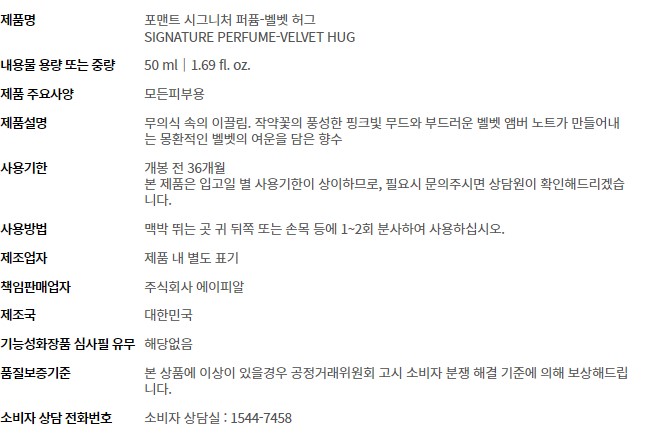 제품명 포맨트 시그니처 퍼퓸-벨벳 허그
SIGNATURE PERFUME-VELVET HUG
내용물 용량 또는 중량 50 ml | 1.69 fl. oz.
제품 주요사양 모든피부용
제품설명 무의식 속의 이끌림. 작약꽃의 풍성한 핑크빛 무드와 부드러운 벨벳 앰버 노트가 만들어내
는 몽환적인 벨벳의 여운을 담은 향수
사용기한 개봉 전 36개월
본 제품은 입고일 별 사용기한이 상이하므로, 필요시 문의주시면 상담원이 확인해드리겠습
니다.
사용방법 맥박 뛰는 곳 귀 뒤쪽 또는 손목 등에 1~2회 분사하여 사용하십시오.
제조업자 제품 내 별도 표기
책임판매업자 주식회사 에이피알
제조국 대한민국
기능성화장품 심사필 유무 해당없음
품질보증기준 본 상품에 이상이 있을경우 공정거래위원회 고시 소비자 분쟁 해결 기준에 의해 보상해드립
니다.
소비자 상담 전화번호 소비자 상담실 : 1544-7458